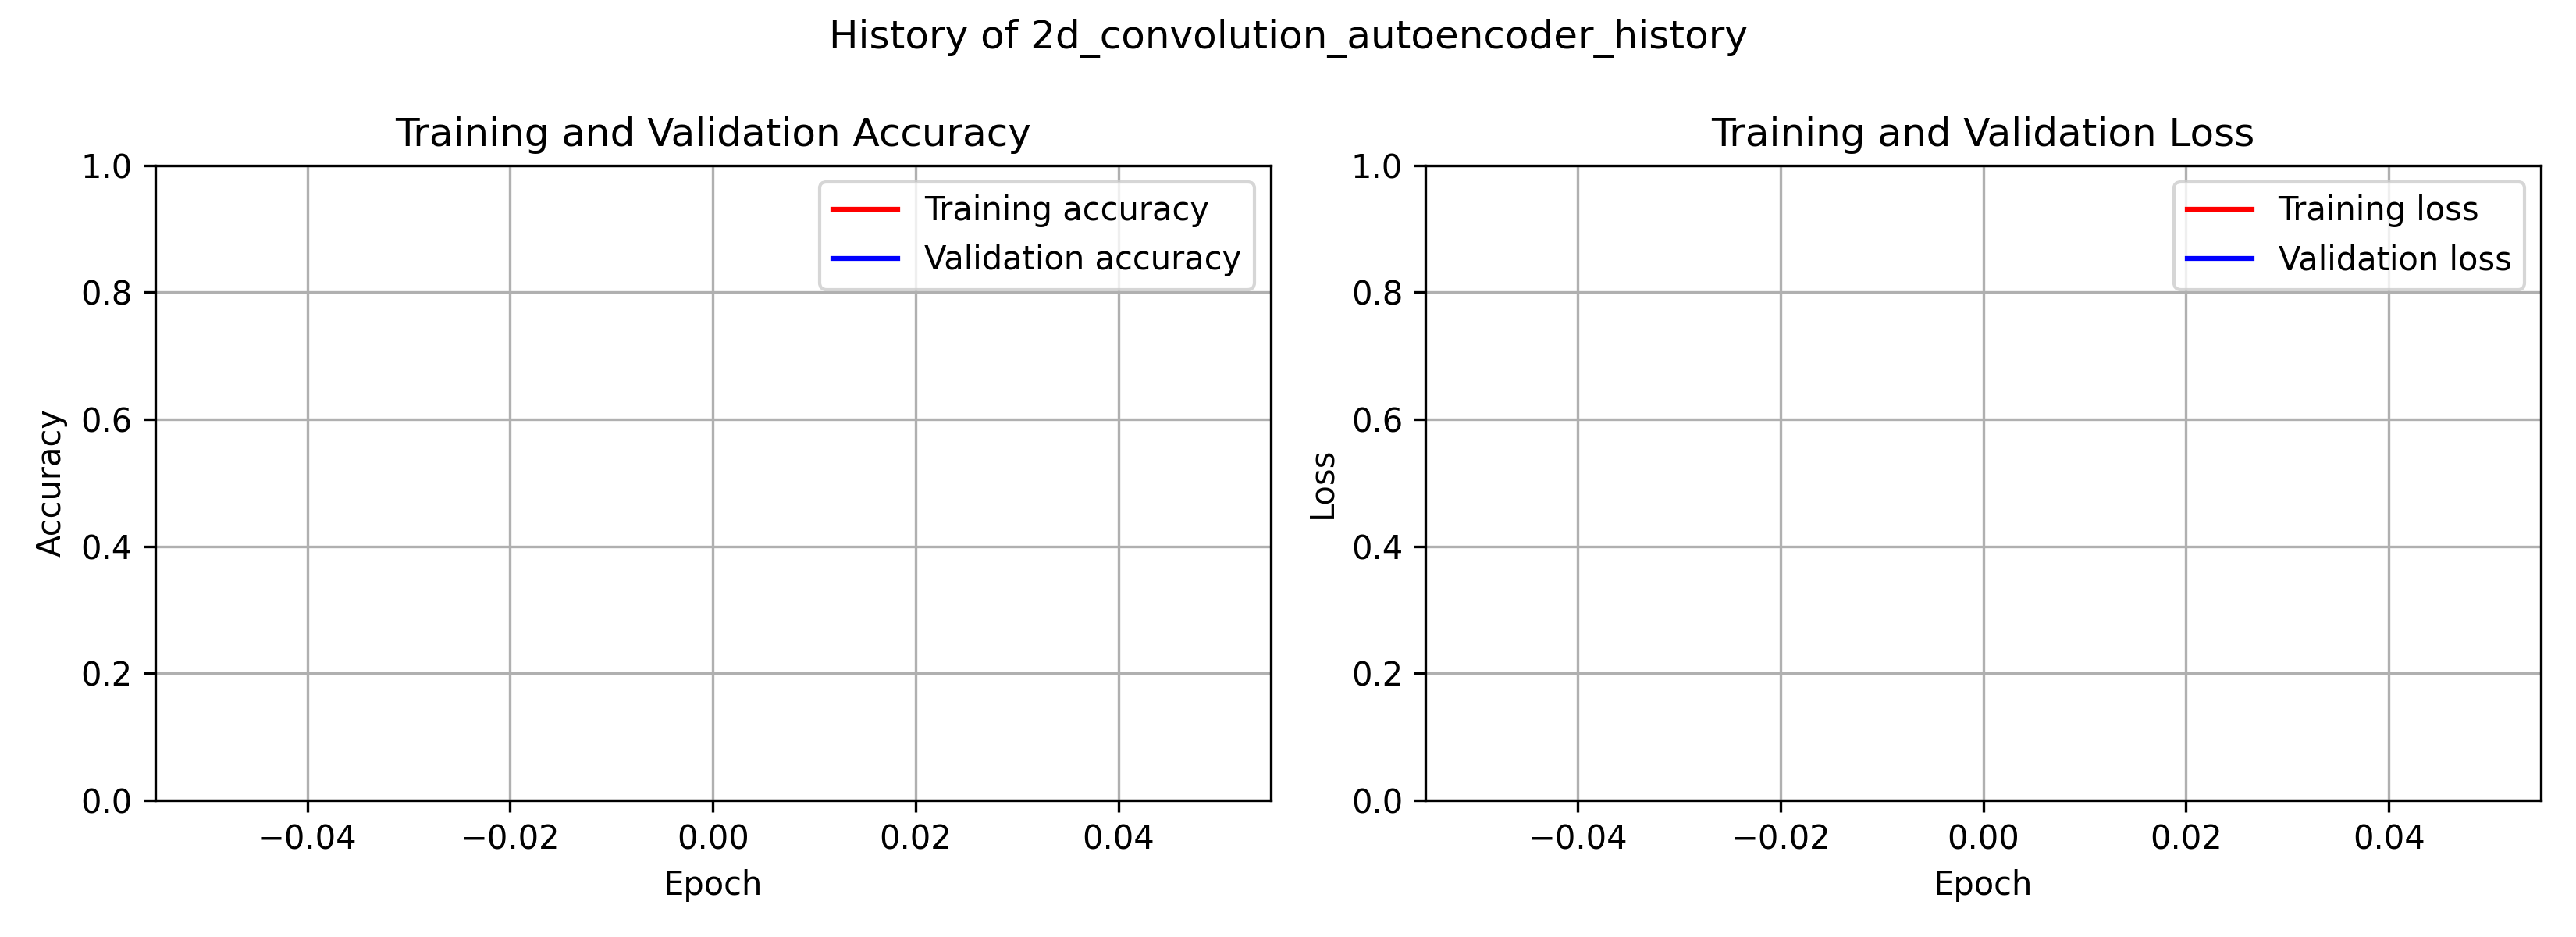 History of 2d_convolution_autoencoder_history
Training and Validation Accuracy
1.0
0.8
0.6
0.4
0.2
0.0
Accuracy
Training accuracy
Validation accuracy
−0.04 −0.02 0.00 0.02 0.04
Epoch
Training and Validation Loss
1.0
0.8
0.6
0.4
0.2
0.0
Loss
Training loss
Validation loss
−0.04 −0.02 0.00 0.02 0.04
Epoch